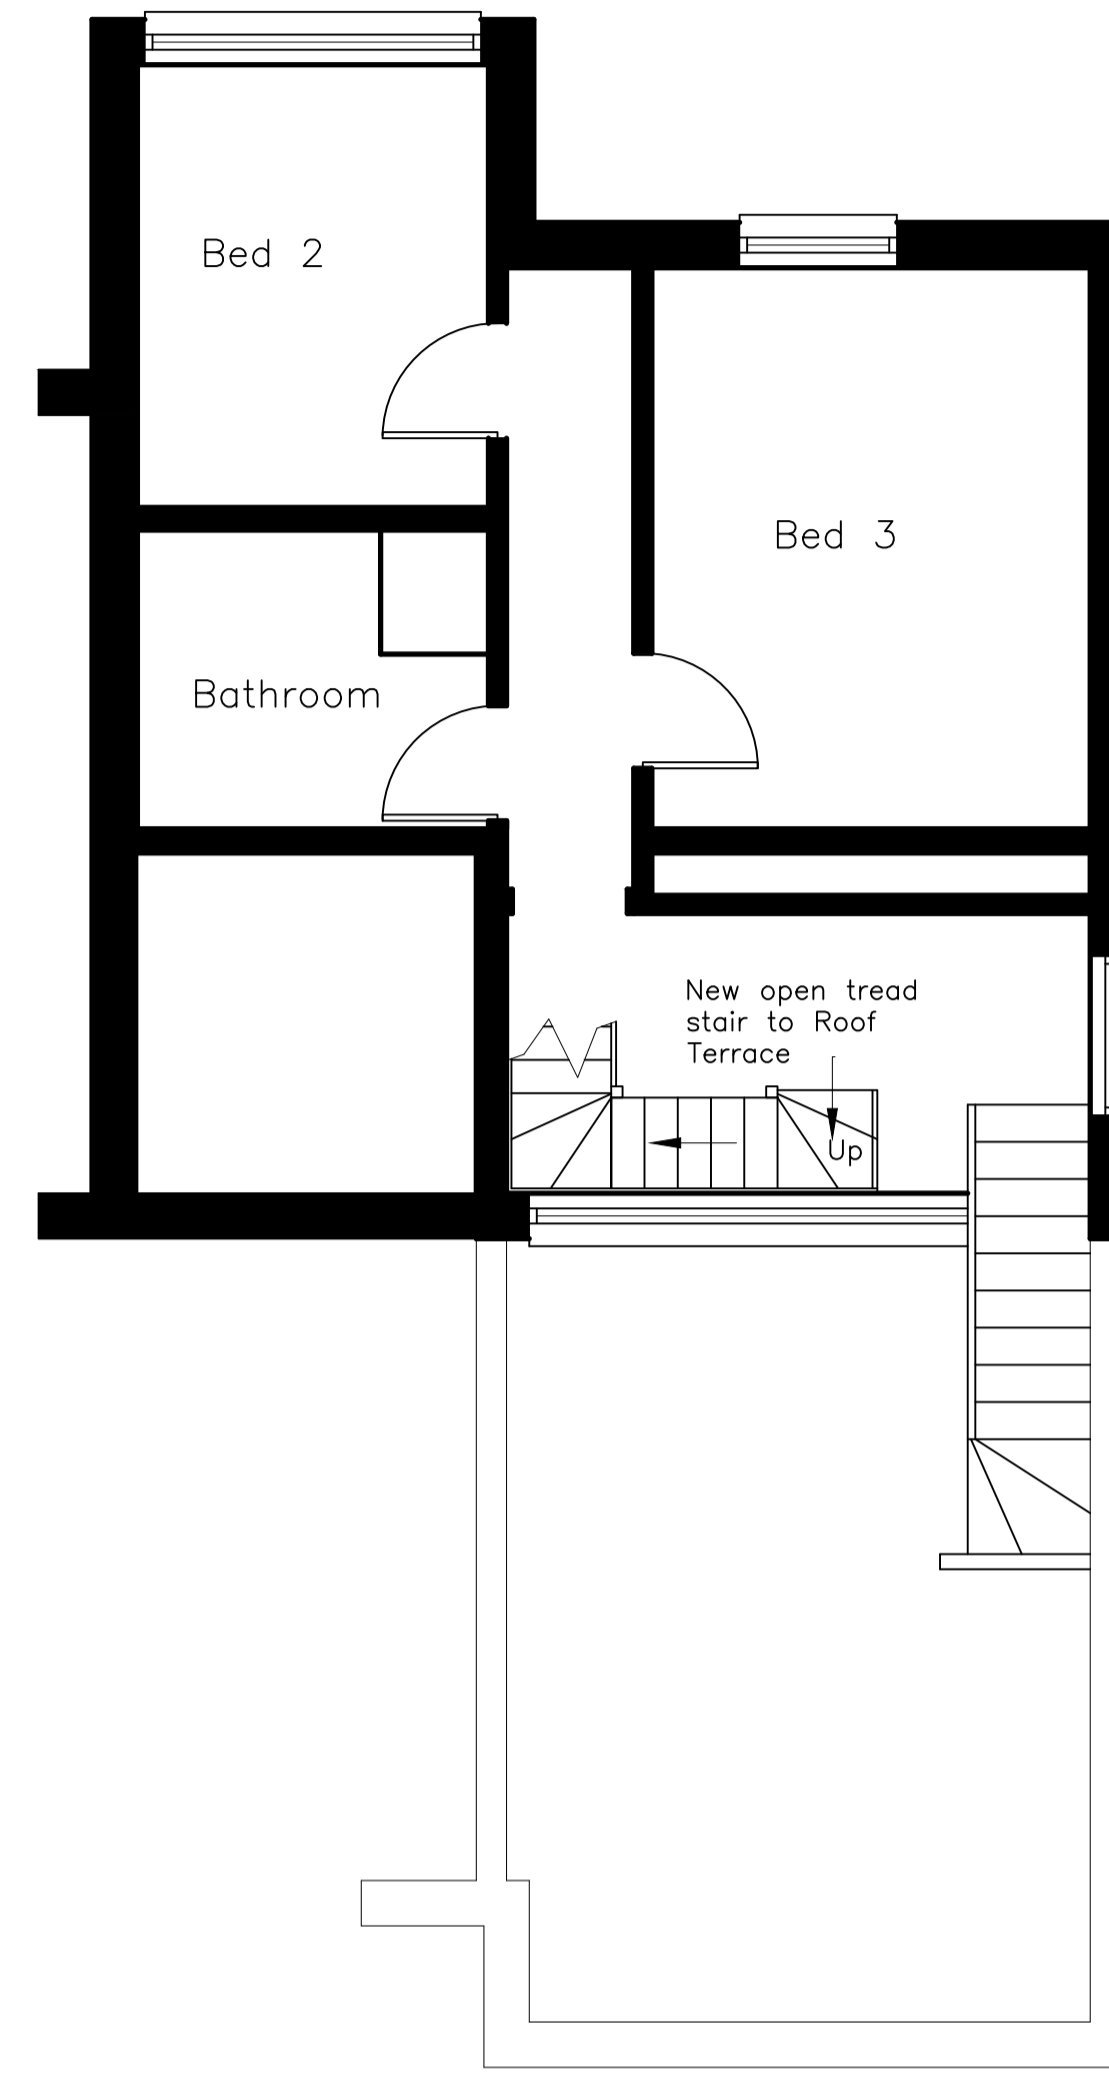 Bed 2
Bed 3
Bathroom
New open tread
stair to Roof
Terrace
Up